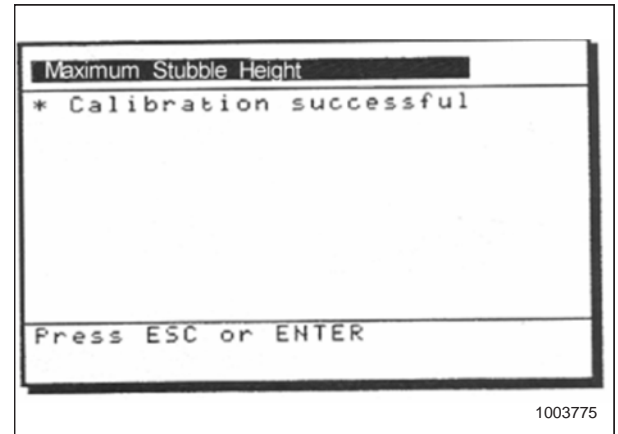 Maximum Stubble Height
* Calibration successful
Press ESC or ENTER
1003775